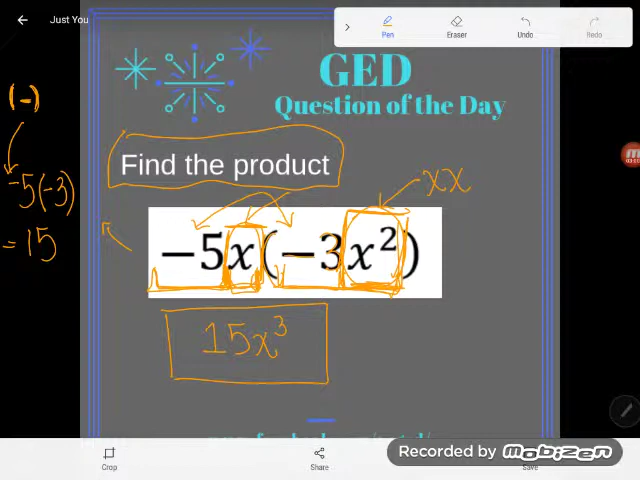 Just You
Pen
Eraser
Undo
Redo
GED
Question of the Day
Find the product
(-)
-5(-3)
= 15
xx
−5x(−3x²)
15x³
Crop
Share
Save
Recorded by Mobizen